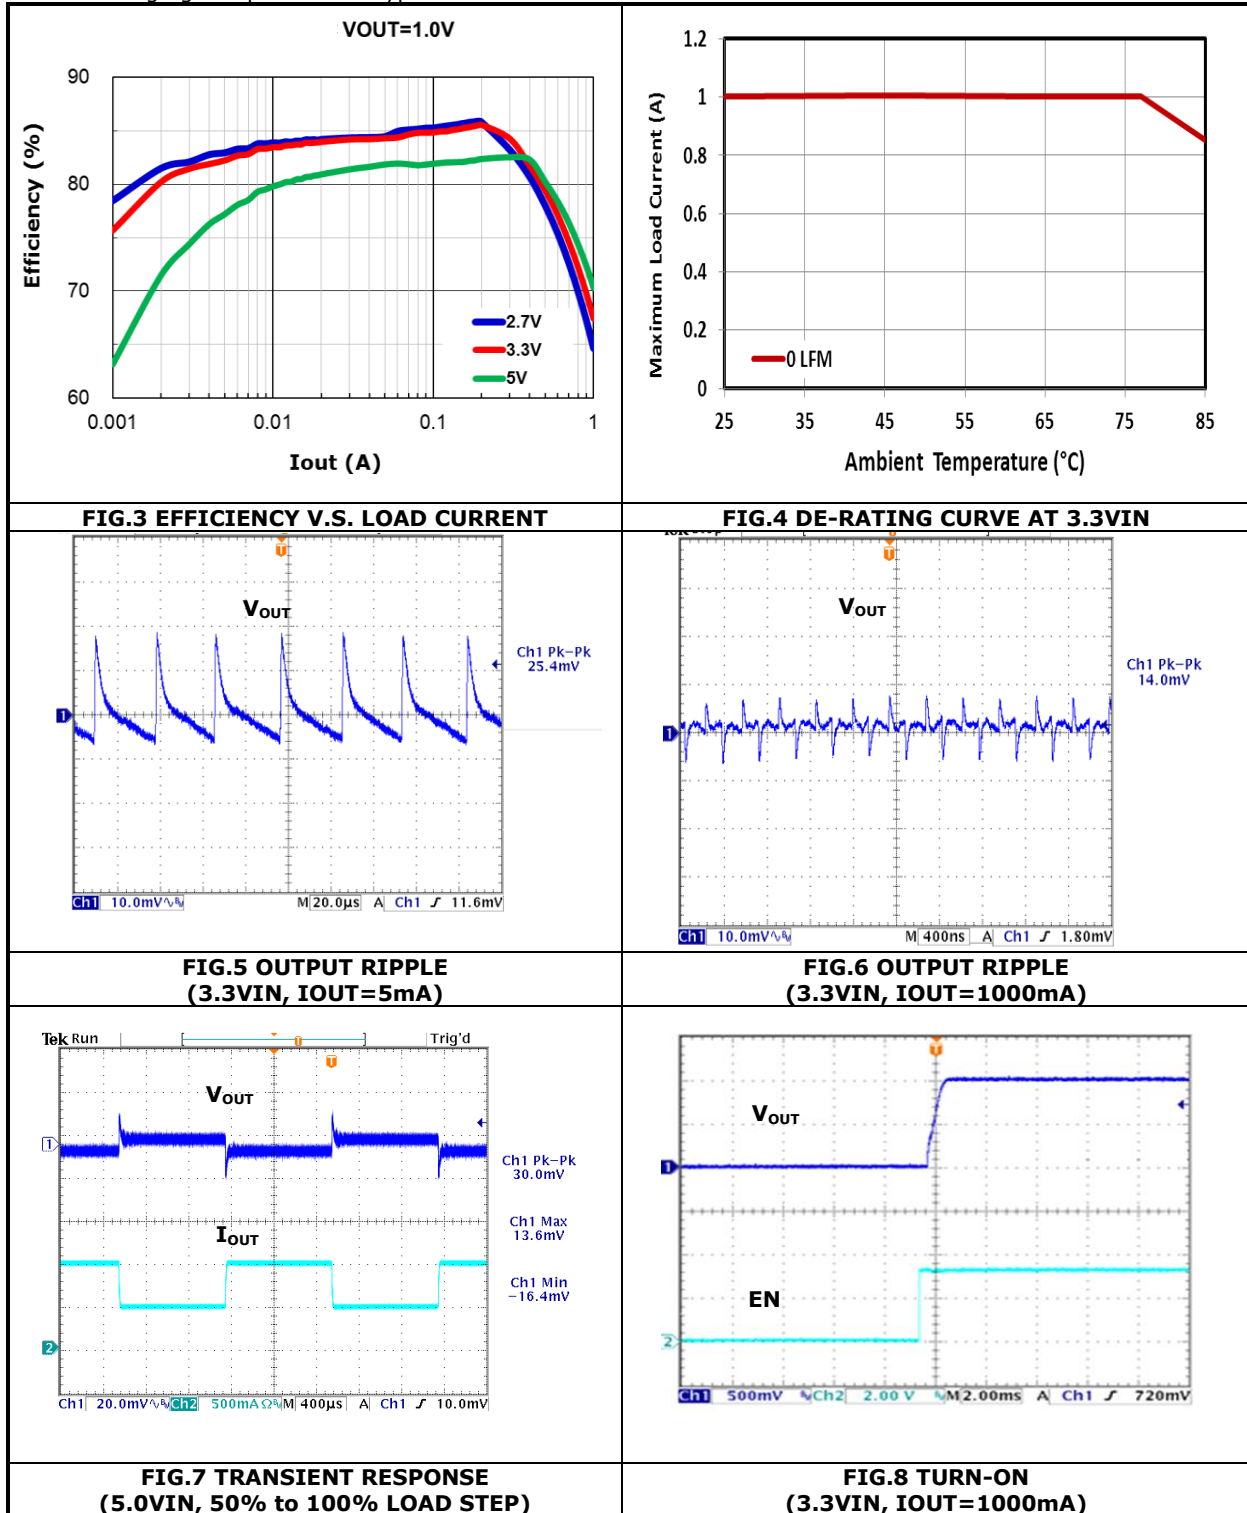 VOUT=1.0V
Efficiency (%)
90
80
70
60
2.7V
3.3V
5V
0.001 0.01 0.1 1
Iout (A)
Maximum Load Current (A)
1.2
1
0.8
0.6
0.4
0.2
0
0 LFM
25 35 45 55 65 75 85
Ambient Temperature (°C)
FIG.3 EFFICIENCY V.S. LOAD CURRENT
FIG.4 DE-RATING CURVE AT 3.3VIN
T
VOUT
Ch1 Pk-Pk
25.4mV
1
Ch1 10.0mV M 20.0µs A Ch1 11.6mV
T
VOUT
Ch1 Pk-Pk
14.0mV
1
Ch1 10.0mV M 400ns A Ch1 1.80mV
FIG.5 OUTPUT RIPPLE
(3.3VIN, IOUT=5mA)
FIG.6 OUTPUT RIPPLE
(3.3VIN, IOUT=1000mA)
Tek Run Trig'd
T
T
VOUT
1
Ch1 Pk-Pk
30.0mV
Ch1 Max
13.6mV
IOUT
Ch1 Min
-16.4mV
2
Ch1 20.0mV Ch2 500mA Ω M 400µs A Ch1 10.0mV
T
VOUT
1
EN
2
Ch1 500mV Ch2 2.00 V M 2.00ms A Ch1 720mV
FIG.7 TRANSIENT RESPONSE
(5.0VIN, 50% to 100% LOAD STEP)
FIG.8 TURN-ON
(3.3VIN, IOUT=1000mA)